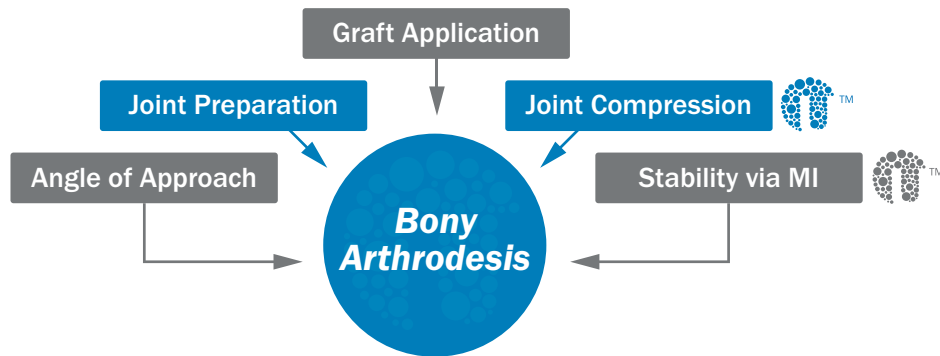 Graft Application
Joint Preparation
Joint Compression
TM
Angle of Approach
Stability via MI
TM
Bony
Arthrodesis